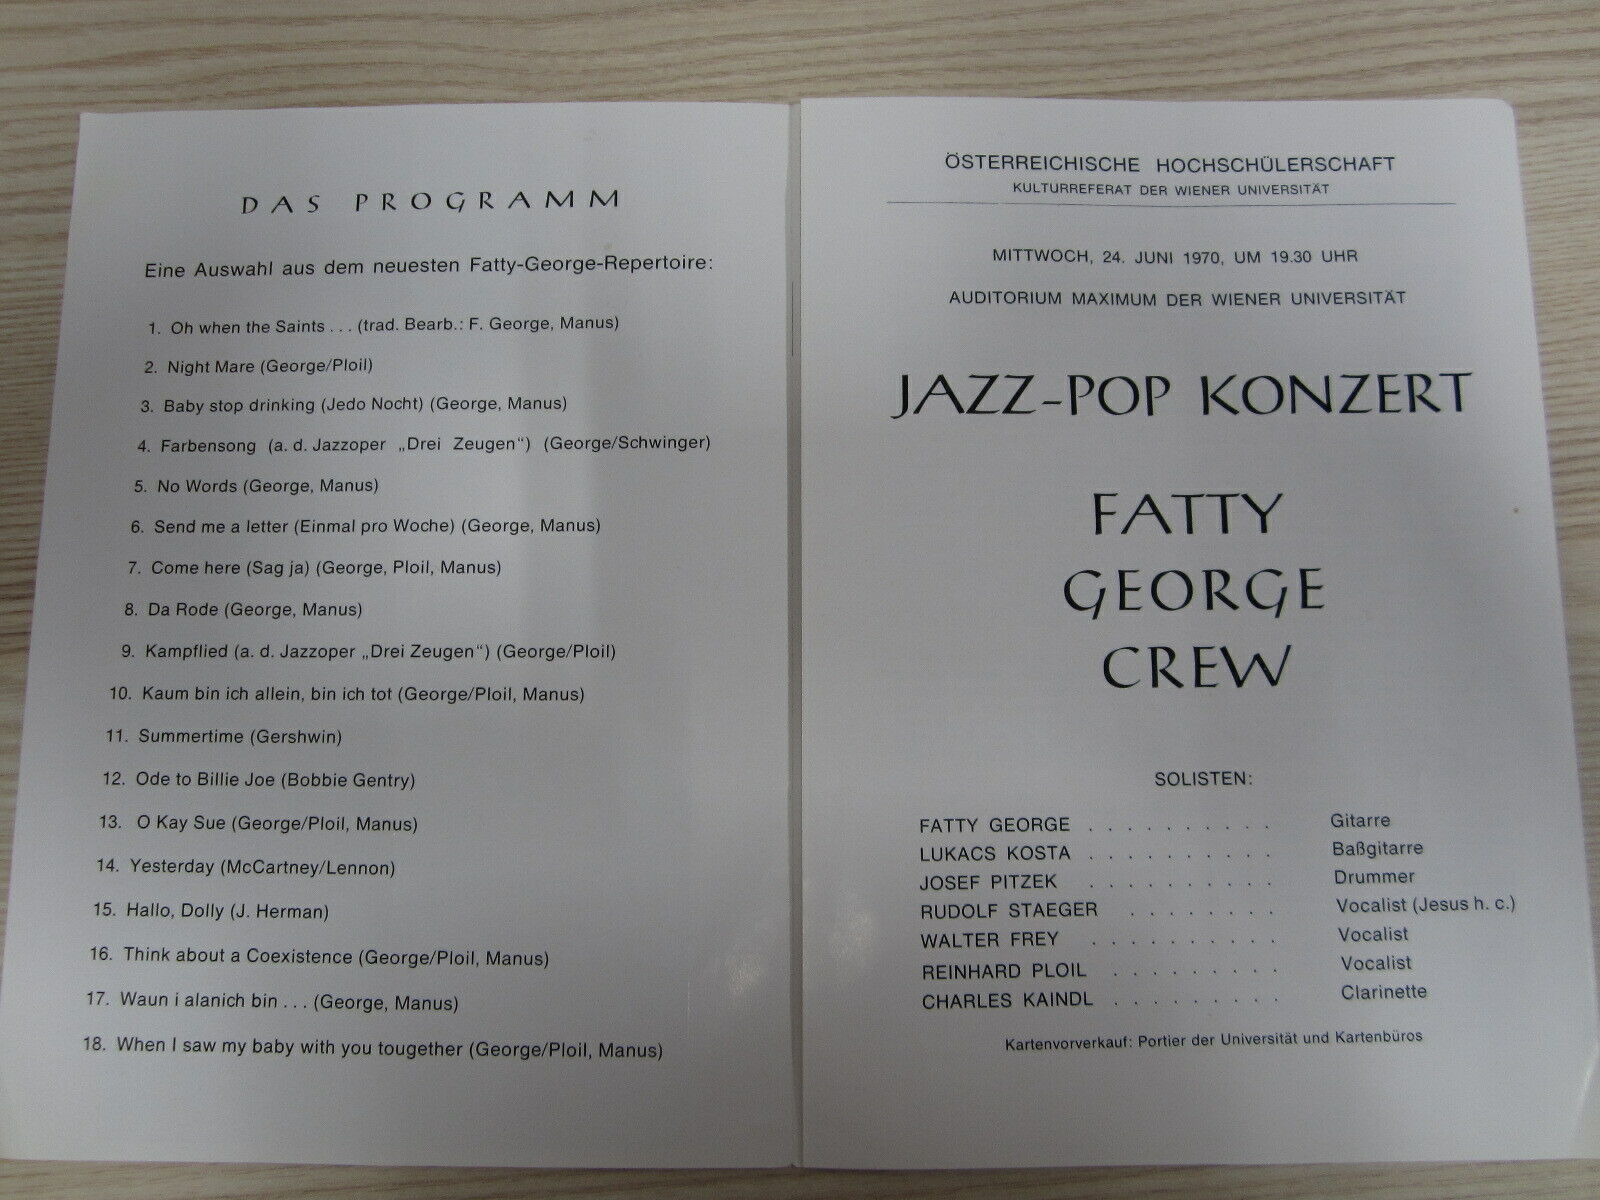 DAS PROGRAMM
Eine Auswahl aus dem neuesten Fatty-George-Repertoire:
1. Oh when the Saints . . . (trad. Bearb.: F. George, Manus)
2. Night Mare (George/Ploil)
3. Baby stop drinking (Jedo Nocht) (George, Manus)
4. Farbensong (a. d. Jazzoper „Drei Zeugen“) (George/Schwinger)
5. No Words (George, Manus)
6. Send me a letter (Einmal pro Woche) (George, Manus)
7. Come here (Sag ja) (George, Ploil, Manus)
8. Da Rode (George, Manus)
9. Kampflied (a. d. Jazzoper „Drei Zeugen“) (George/Ploil)
10. Kaum bin ich allein, bin ich tot (George/Ploil, Manus)
11. Summertime (Gershwin)
12. Ode to Billie Joe (Bobbie Gentry)
13. O Kay Sue (George/Ploil, Manus)
14. Yesterday (McCartney/Lennon)
15. Hallo, Dolly (J. Herman)
16. Think about a Coexistence (George/Ploil, Manus)
17. Waun i alanich bin . . . (George, Manus)
18. When I saw my baby with you tougether (George/Ploil, Manus)
ÖSTERREICHISCHE HOCHSCHÜLERSCHAFT
KULTURREFERAT DER WIENER UNIVERSITÄT
MITTWOCH, 24. JUNI 1970, UM 19.30 UHR
AUDITORIUM MAXIMUM DER WIENER UNIVERSITÄT
JAZZ-POP KONZERT
FATTY
GEORGE
CREW
SOLISTEN:
FATTY GEORGE . . . . . . . . . . Gitarre
LUKACS KOSTA . . . . . . . . . . Baßgitarre
JOSEF PITZEK . . . . . . . . . . Drummer
RUDOLF STAEGER . . . . . . . . Vocalist (Jesus h. c.)
WALTER FREY . . . . . . . . . . Vocalist
REINHARD PLOIL . . . . . . . . . Vocalist
CHARLES KAINDL . . . . . . . . . Clarinette
Kartenvorverkauf: Portier der Universität und Kartenbüros